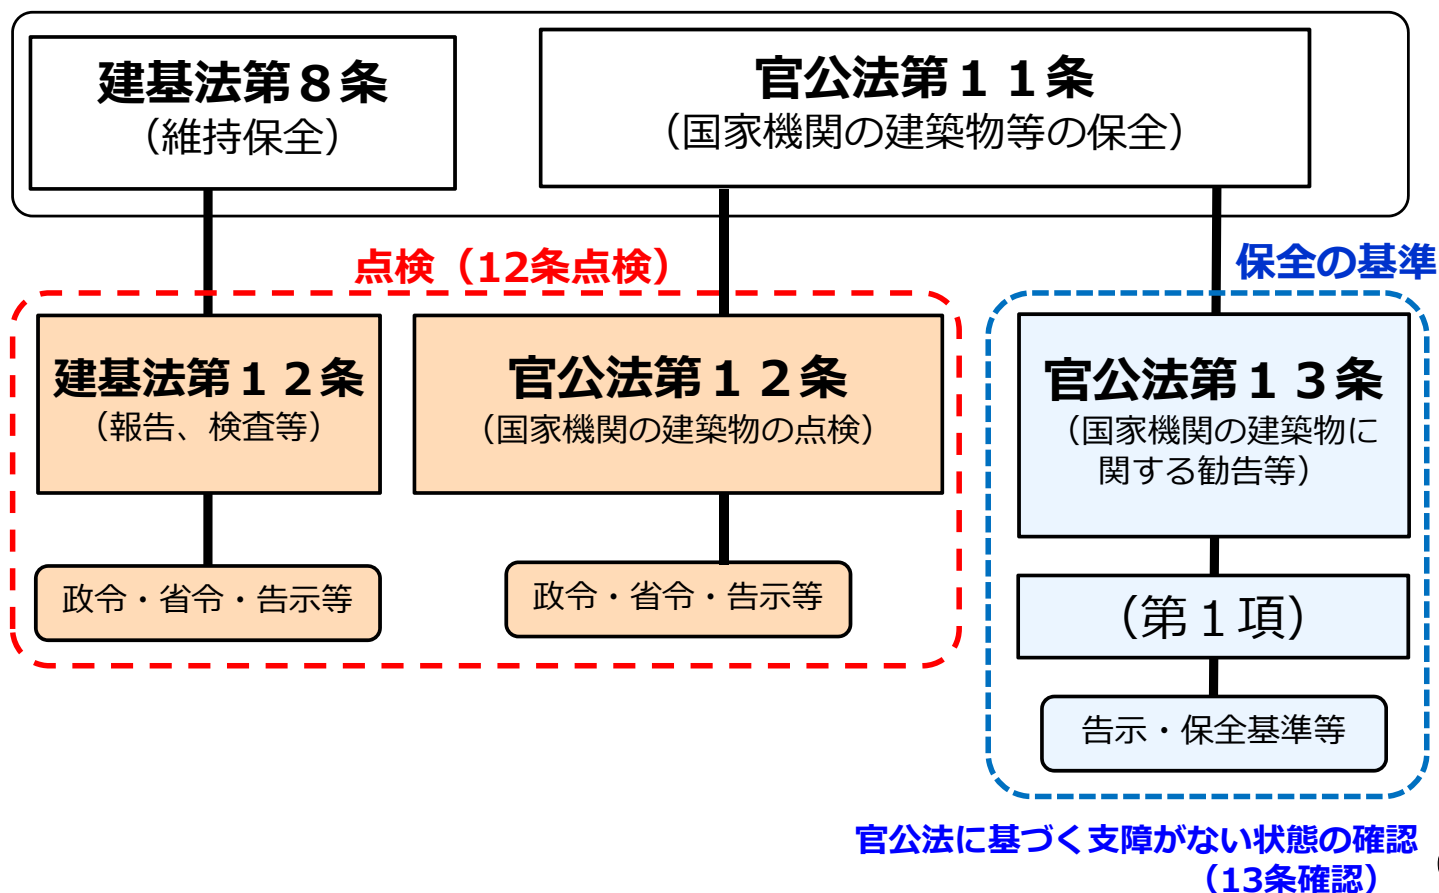 建基法第８条
（維持保全）
官公法第１１条
（国家機関の建築物等の保全）
点検（12条点検）
保全の基準
建基法第１２条
（報告、検査等）
官公法第１２条
（国家機関の建築物の点検）
官公法第１３条
（国家機関の建築物に
関する勧告等）
政令・省令・告示等
政令・省令・告示等
（第１項）
告示・保全基準等
官公法に基づく支障がない状態の確認
（13条確認）